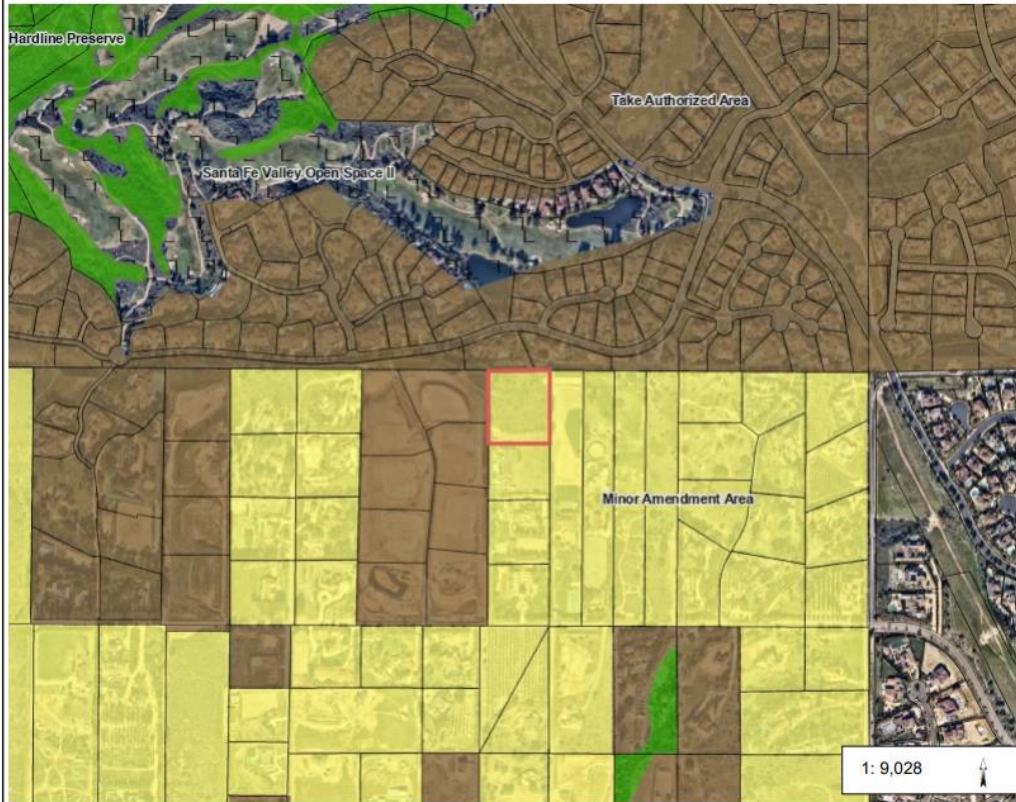 Hardline Preserve
Take Authorized Area
Santa Fe Valley Open Space II
Minor Amendment Area
1: 9,028